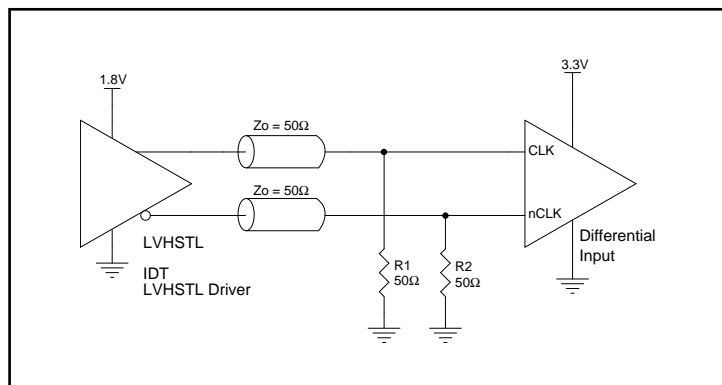 1.8V
3.3V
Zo = 50Ω
CLK
Zo = 50Ω
nCLK
LVHSTL
IDT
LVHSTL Driver
R1
50Ω
R2
50Ω
Differential
Input